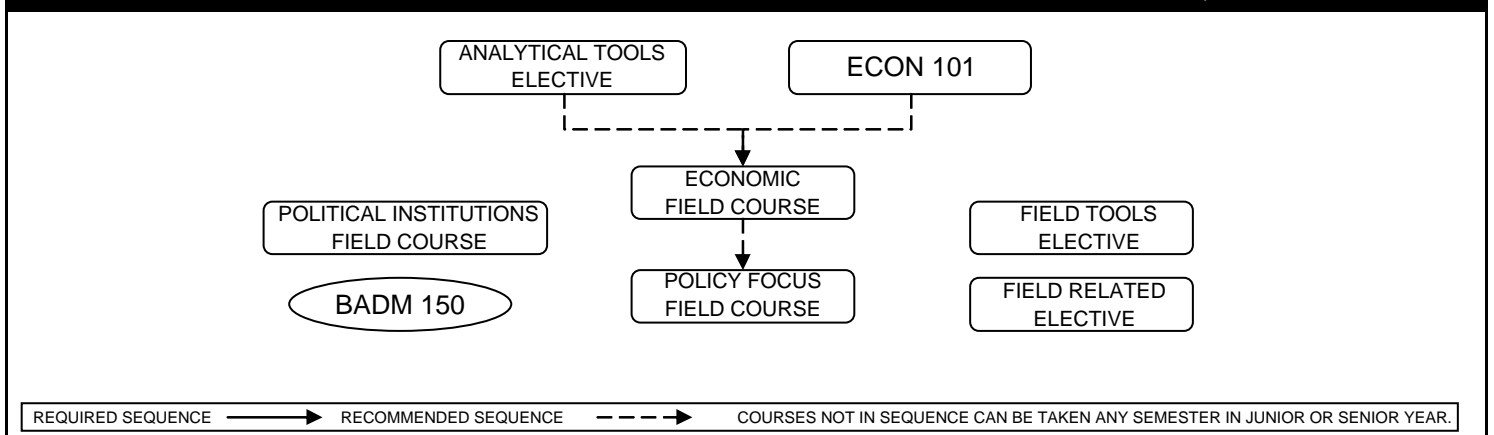 ANALYTICAL TOOLS
ELECTIVE
ECON 101
ECONOMIC
FIELD COURSE
POLITICAL INSTITUTIONS
FIELD COURSE
FIELD TOOLS
ELECTIVE
BADM 150
POLICY FOCUS
FIELD COURSE
FIELD RELATED
ELECTIVE
REQUIRED SEQUENCE RECOMMENDED SEQUENCE COURSES NOT IN SEQUENCE CAN BE TAKEN ANY SEMESTER IN JUNIOR OR SENIOR YEAR.